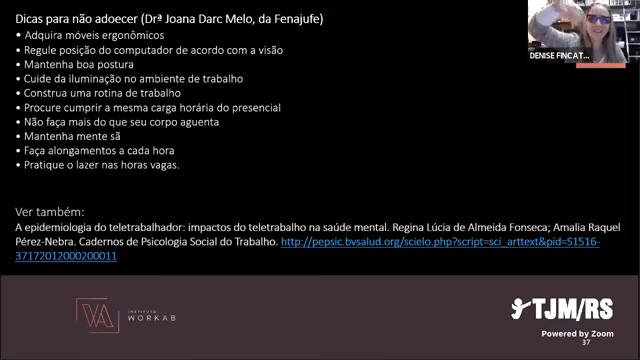 Dicas para não adoecer (Drª Joana Darc Melo, da Fenajufe)
• Adquira móveis ergonômicos
• Regule posição do computador de acordo com a visão
• Mantenha boa postura
• Cuide da iluminação no ambiente de trabalho
• Construa uma rotina de trabalho
• Procure cumprir a mesma carga horária do presencial
• Não faça mais do que seu corpo aguenta
• Mantenha mente sã
• Faça alongamentos a cada hora
• Pratique o lazer nas horas vagas.
DENISE FINCAT...
Ver também:
A epidemiologia do teletrabalhador: impactos do teletrabalho na saúde mental. Regina Lúcia de Almeida Fonseca; Amalia Raquel
Pérez-Nebra. Cadernos de Psicologia Social do Trabalho. http://pepsic.bvsalud.org/scielo.php?script=sci_arttext&pid=S1516-
37172012000200011
INSTITUTO
WORKAB
TJM/RS
Powered by Zoom
37